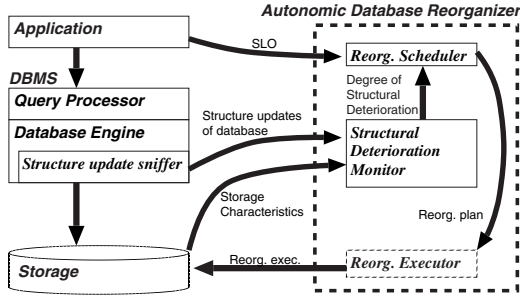 Autonomic Database Reorganizer
Application
SLO
Reorg. Scheduler
DBMS
Query Processor
Database Engine
Structure update sniffer
Structure updates
of database
Degree of
Structural
Deterioration
Structural
Deterioration
Monitor
Storage
Characteristics
Reorg. plan
Storage
Reorg. exec.
Reorg. Executor